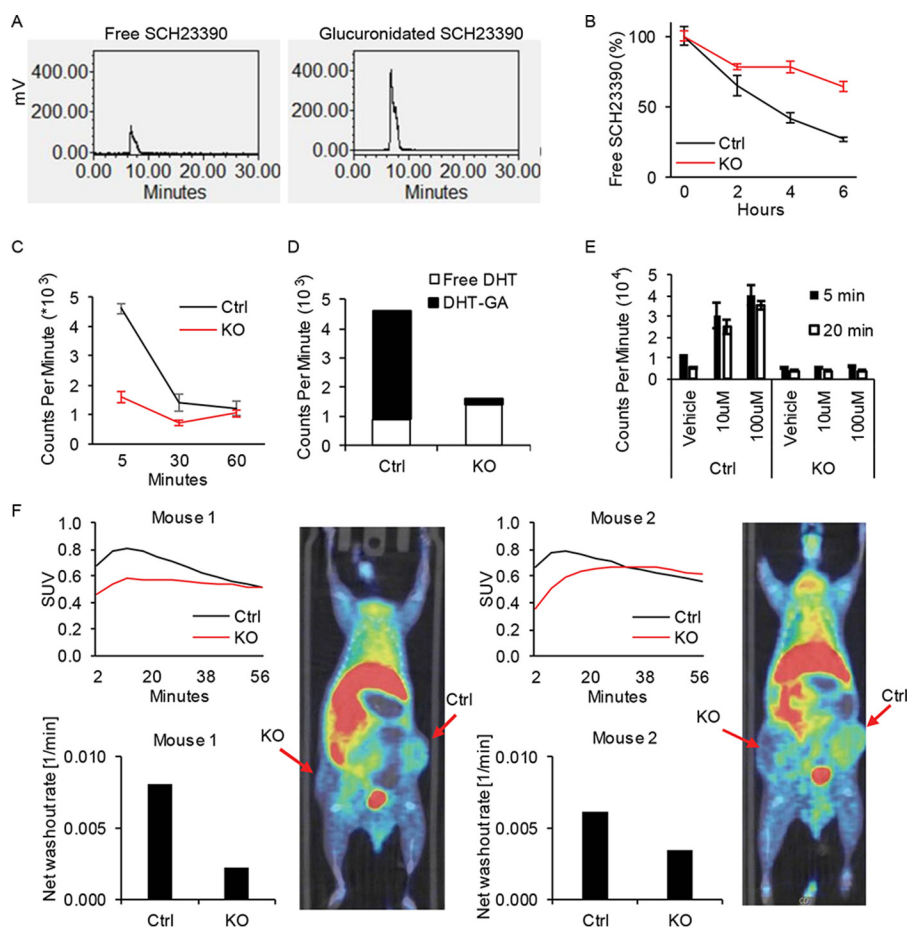 A
Free SCH23390
Glucuronidated SCH23390
mV
400.00
200.00
0.00
0.00 10.00 20.00 30.00
Minutes
400.00
200.00
0.00
0.00 10.00 20.00 30.00
Minutes
B
Free SCH23390 (%)
100
50
0
Ctrl
KO
0 2 4 6
Hours
C
Counts Per Minute (*10 3)
5
4
3
2
1
0
Ctrl
KO
5 30 60
Minutes
D
Counts Per Minute (10 3)
5
4
3
2
1
0
Free DHT
DHT-GA
Ctrl KO
E
Counts Per Minute (10 4)
5
4
3
2
1
0
5 min
20 min
Vehicle 10uM 100uM Vehicle 10uM 100uM
Ctrl KO
F
Mouse 1
SUV
1.0
0.8
0.6
0.4
0.2
0.0
Ctrl
KO
2 20 38 56
Minutes
Mouse 1
Net washout rate [1/min]
0.010
0.005
0.000
Ctrl KO
KO
Ctrl
Mouse 2
SUV
1.0
0.8
0.6
0.4
0.2
0.0
Ctrl
KO
2 20 38 56
Minutes
Mouse 2
Net washout rate [1/min]
0.010
0.005
0.000
Ctrl KO
KO
Ctrl